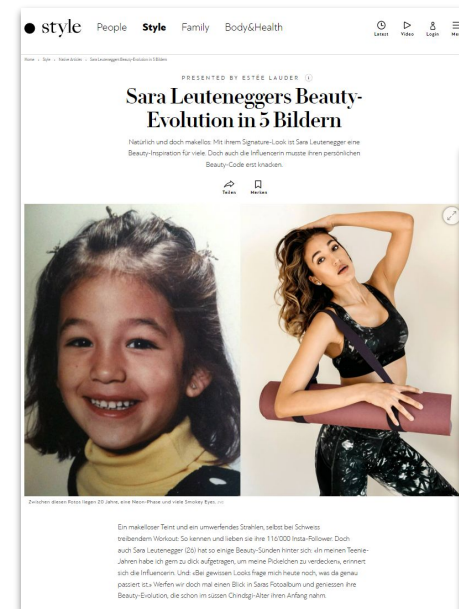 style People Style Family Body&Health Latest Video Login
PRESENTED BY ESTÉE LAUDER
Sara Leuteneggers Beauty-
Evolution in 5 Bildern
Natürlich und doch makellos: Mit ihrem Signature-Look ist Sara Leutenegger eine
Beauty-Inspiration für viele. Doch auch die Influencerin musste ihren persönlichen
Beauty-Code erst knacken.
Teilen Merken
Zwischen diesen Fotos liegen 20 Jahre, eine Neon-Phase und viele Smokey Eyes.
Ein makelloser Teint und ein umwerfendes Strahlen, selbst bei Schweiss
treibendem Workout: So kennen und lieben sie ihre 116'000 Insta-Follower. Doch
auch Sara Leutenegger (26) hat so einige Beauty-Sünden hinter sich: «In meinen Teenie-
Jahren habe ich gern zu dick aufgetragen, um meine Pickelchen zu verdecken», erinnert
sich die Influencerin. Und: «Bei gewissen Looks frage mich heute noch, was da genau
passiert ist.» Werfen wir doch mal einen Blick in Saras Fotoalbum und geniessen ihre
Beauty-Evolution, die schon im süssen Chindsgi-Alter ihren Anfang nahm.